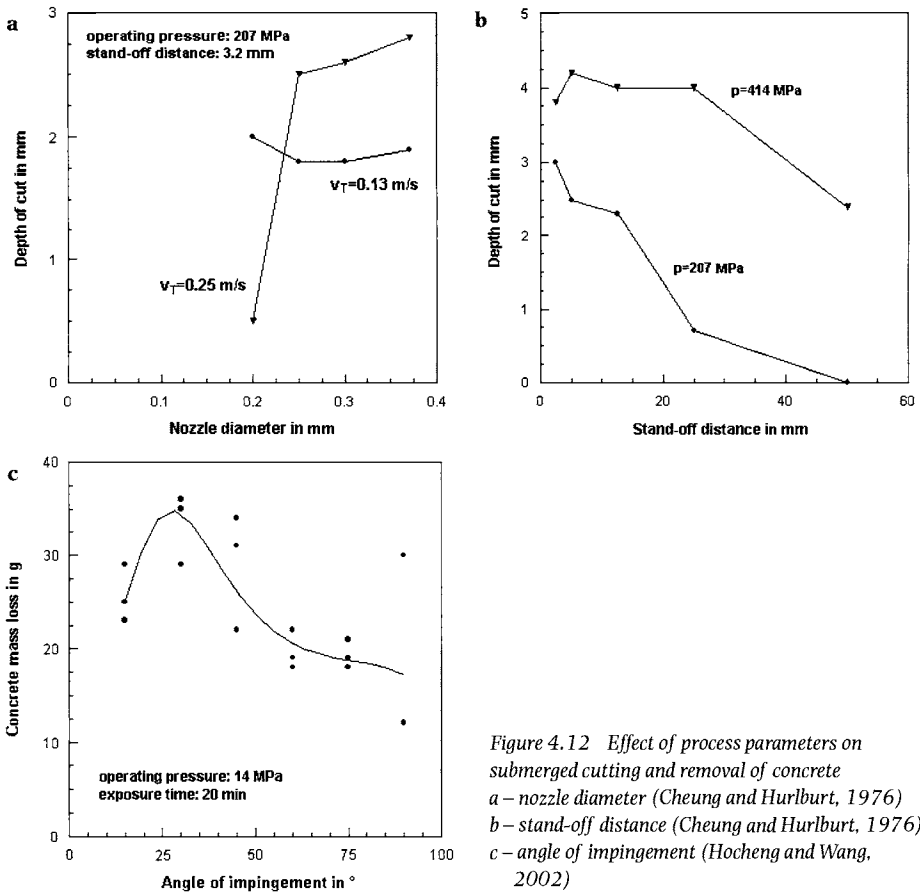 a
operating pressure: 207 MPa
stand-off distance: 3.2 mm
Depth of cut in mm
3
2
1
0
vT=0.13 m/s
vT=0.25 m/s
0
0.1
0.2
0.3
0.4
Nozzle diameter in mm
b
Depth of cut in mm
5
4
3
2
1
0
p=414 MPa
p=207 MPa
0
20
40
60
Stand-off distance in mm
c
Concrete mass loss in g
40
30
20
10
0
operating pressure: 14 MPa
exposure time: 20 min
0
25
50
75
100
Angle of impingement in °
Figure 4.12 Effect of process parameters on
submerged cutting and removal of concrete
a – nozzle diameter (Cheung and Hurlburt, 1976)
b – stand-off distance (Cheung and Hurlburt, 1976)
c – angle of impingement (Hocheng and Wang,
2002)